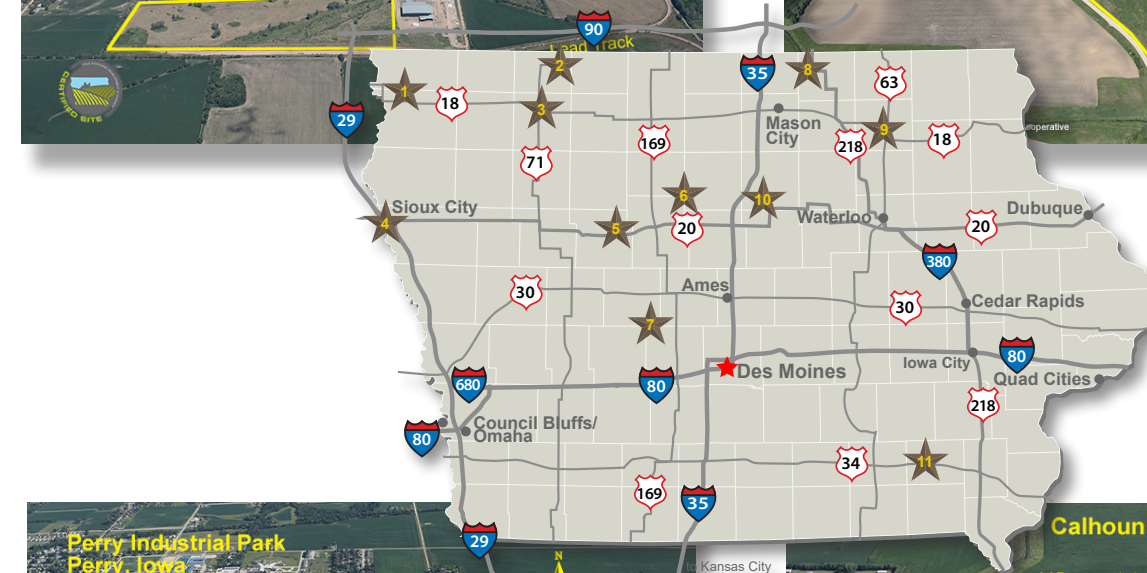 90
Lead Track
CERTIFIED SITE
2
35
8
63
1
18
29
3
Mason
City
9
operative
169
218
18
71
6
10
Sioux City
4
5
20
Waterloo
20
Dubuque
380
Ames
30
30
Cedar Rapids
7
Iowa City
80
Des Moines
Quad Cities
680
80
218
Council Bluffs/
Omaha
80
34
11
169
35
29
Perry Industrial Park
Perry, Iowa
N
to Kansas City
Calhoun